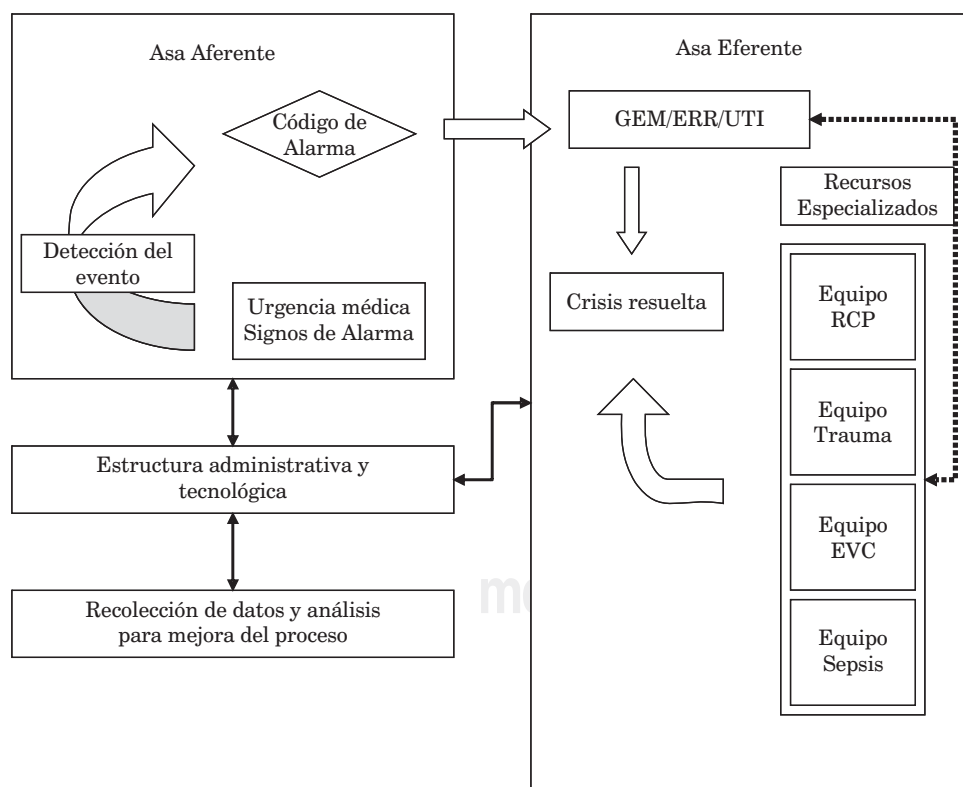 Asa Aferente
Código de
Alarma
Detección del
evento
Urgencia médica
Signos de Alarma
Estructura administrativa y
tecnológica
Recolección de datos y análisis
para mejora del proceso
Asa Eferente
GEM/ERR/UTI
Recursos
Especializados
Crisis resuelta
Equipo
RCP
Equipo
Trauma
Equipo
EVC
Equipo
Sepsis